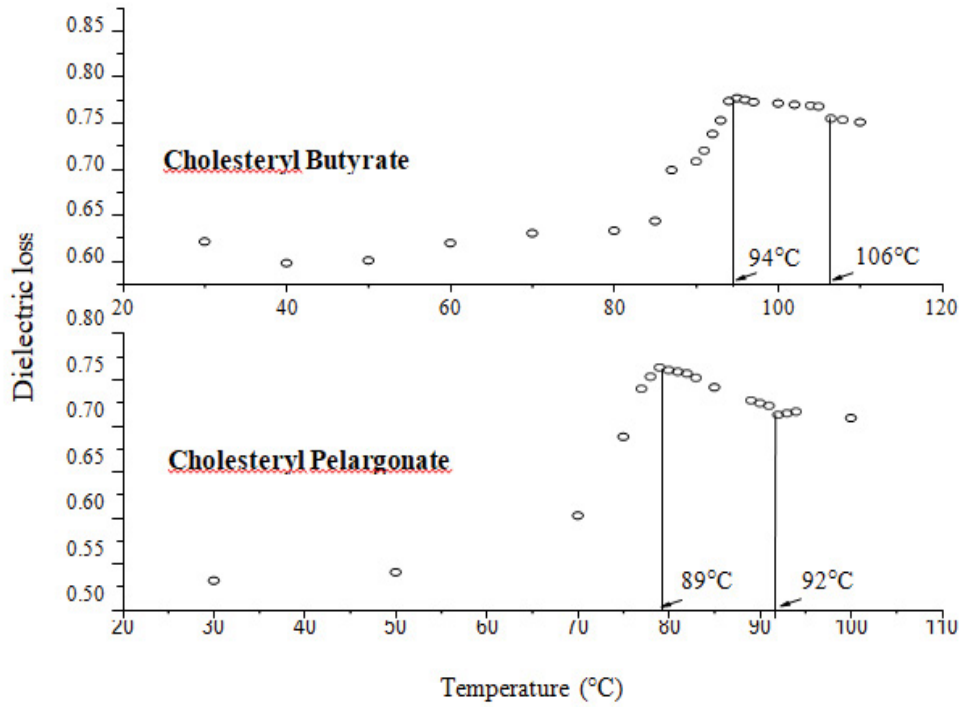 0.85
0.80
0.75
0.70
0.65
0.60
Cholesteryl Butyrate
94°C
106°C
20 40 60 80 100 120
Dielectric loss
0.80
0.75
0.70
0.65
0.60
0.55
0.50
Cholesteryl Pelargonate
89°C
92°C
20 30 40 50 60 70 80 90 100 110
Temperature (°C)